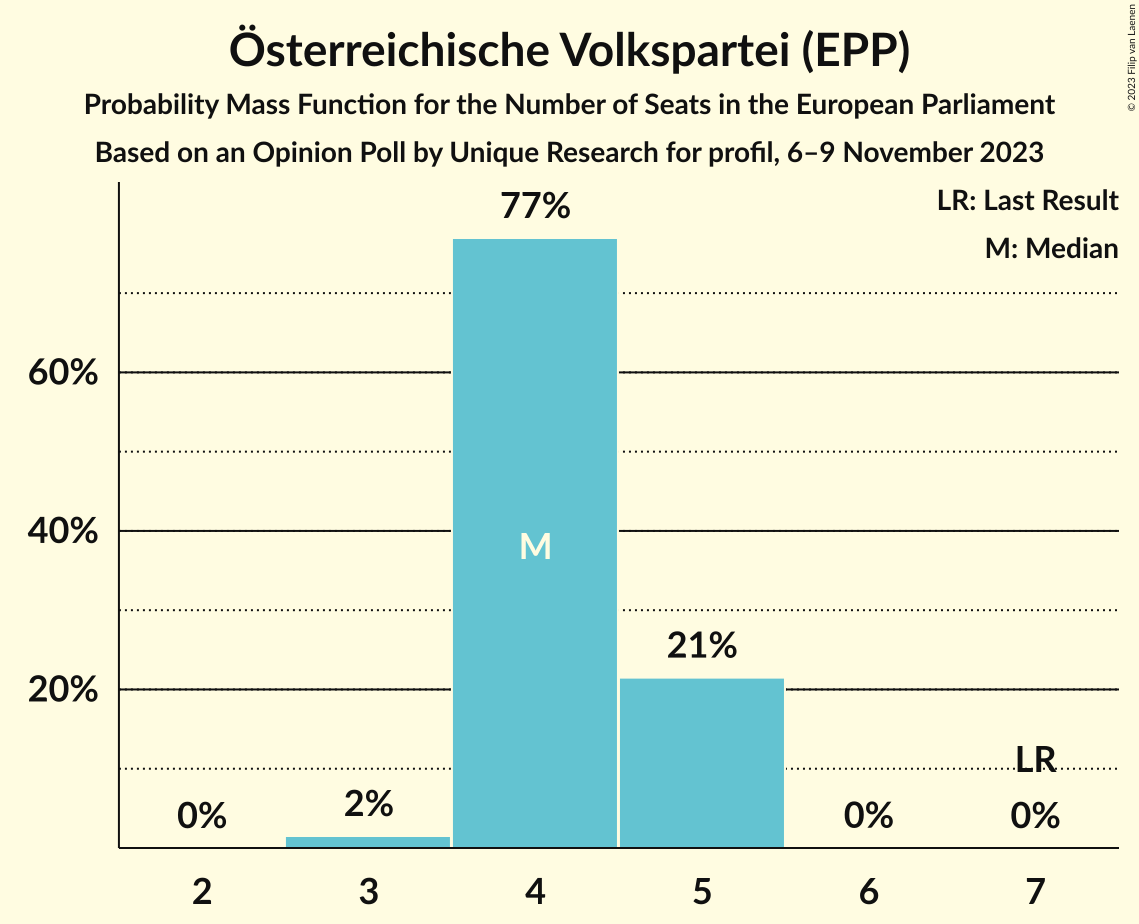 Österreichische Volkspartei (EPP)
Probability Mass Function for the Number of Seats in the European Parliament
Based on an Opinion Poll by Unique Research for profil, 6–9 November 2023
© 2023 Filip van Laenen
LR: Last Result
M: Median
77%
60%
40%
M
21%
20%
LR
0%
2%
0%
0%
2
3
4
5
6
7